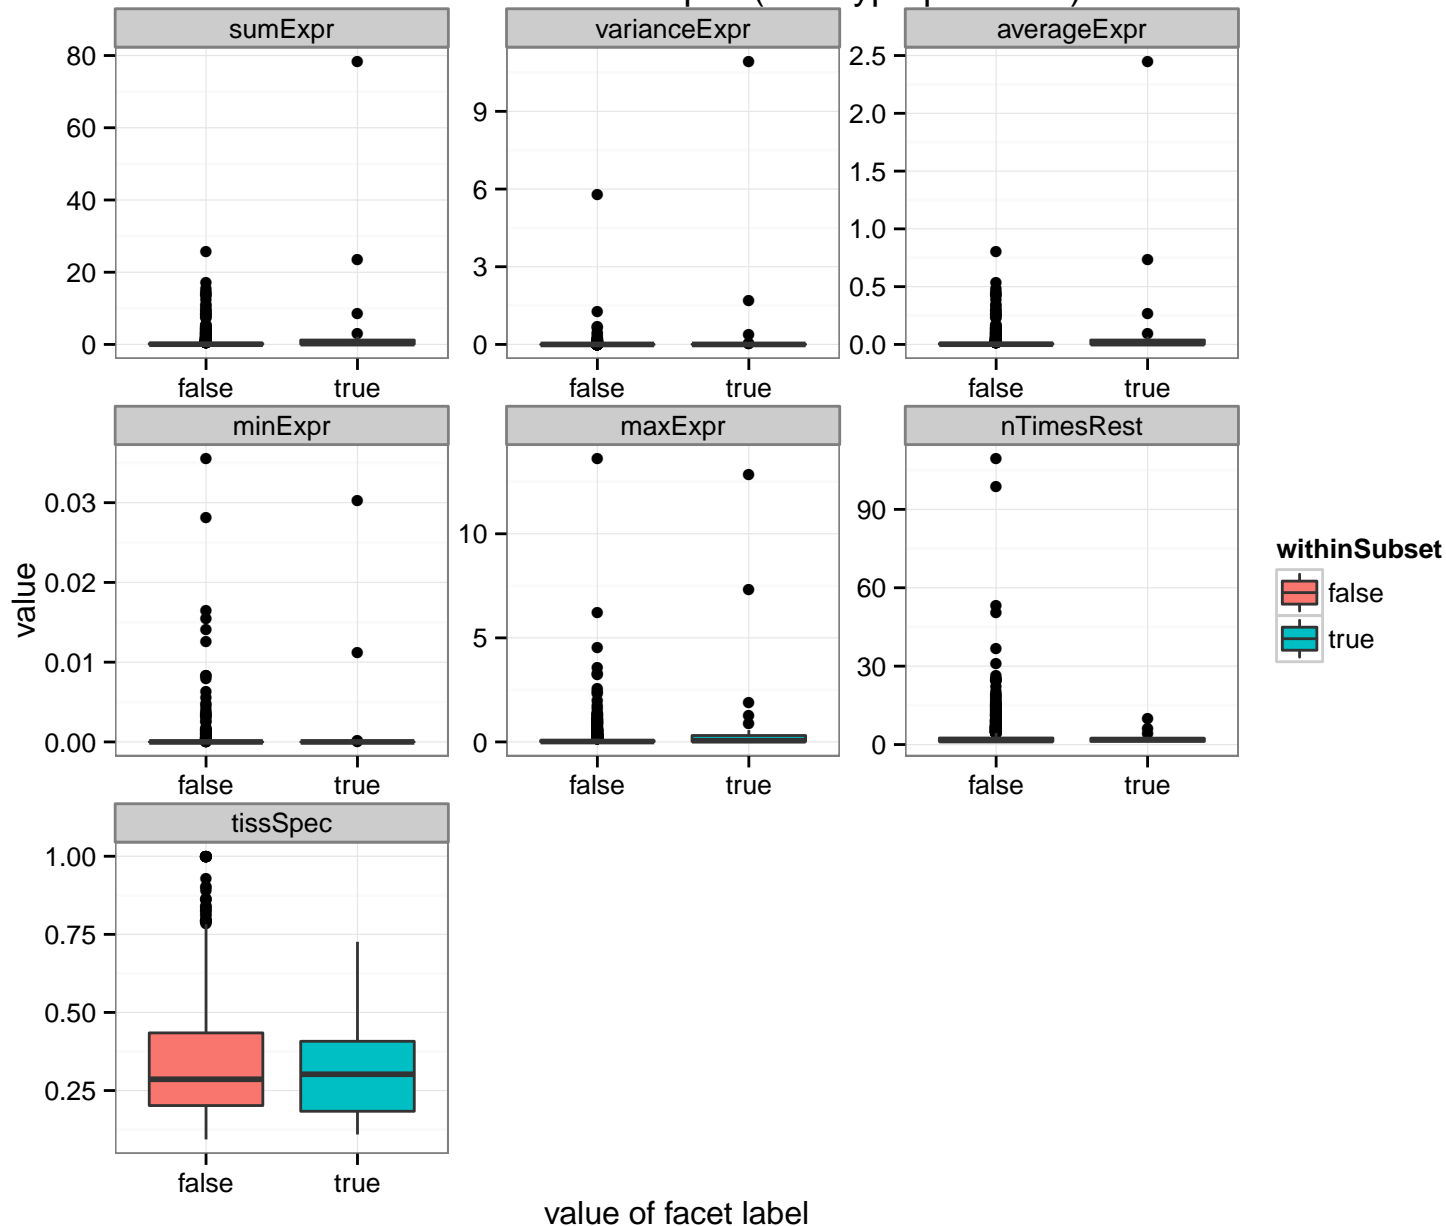 sumExpr varianceExpr averageExpr
80
60
40
20
0
false true
9
6
3
0
false true
2.5
2.0
1.5
1.0
0.5
0.0
false true
minExpr maxExpr nTimesRest
value
0.03
0.02
0.01
0.00
false true
10
5
0
false true
90
60
30
0
false true
withinSubset
false
true
tissSpec
1.00
0.75
0.50
0.25
false true
value of facet label